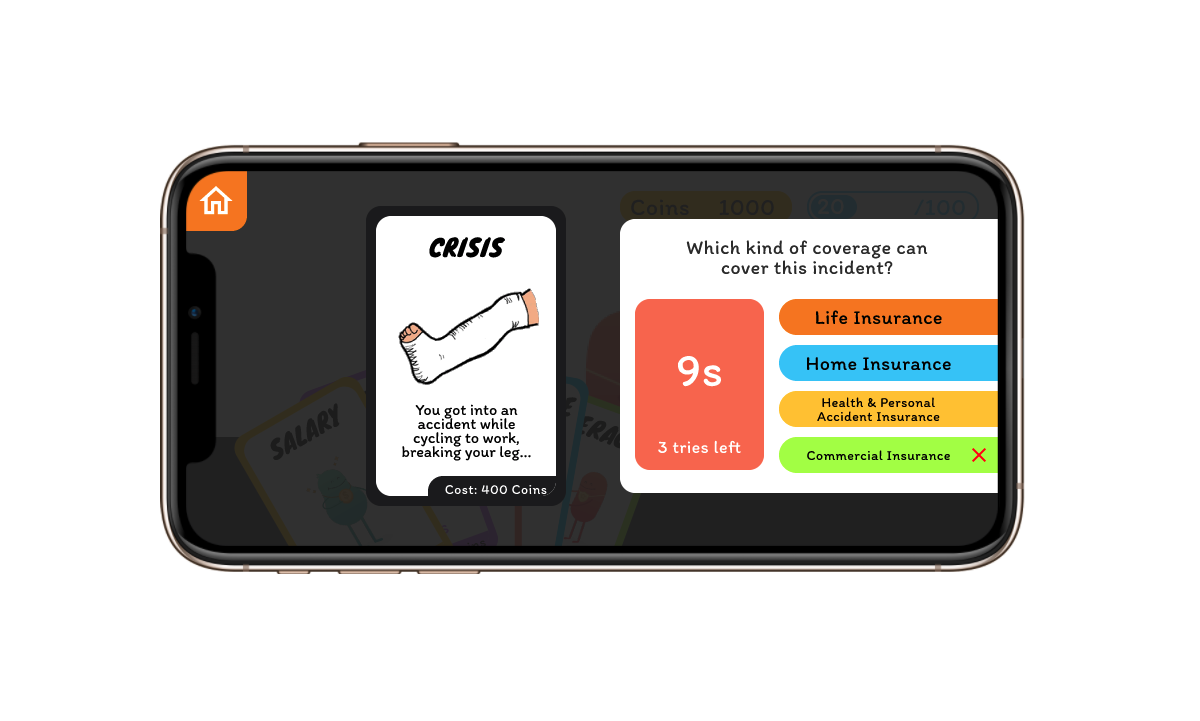 Coins 1000
20 /100
CRISIS
You got into an
accident while
cycling to work,
breaking your leg...
Cost: 400 Coins
Which kind of coverage can
cover this incident?
9s
3 tries left
Life Insurance
Home Insurance
Health & Personal
Accident Insurance
Commercial Insurance
SALARY